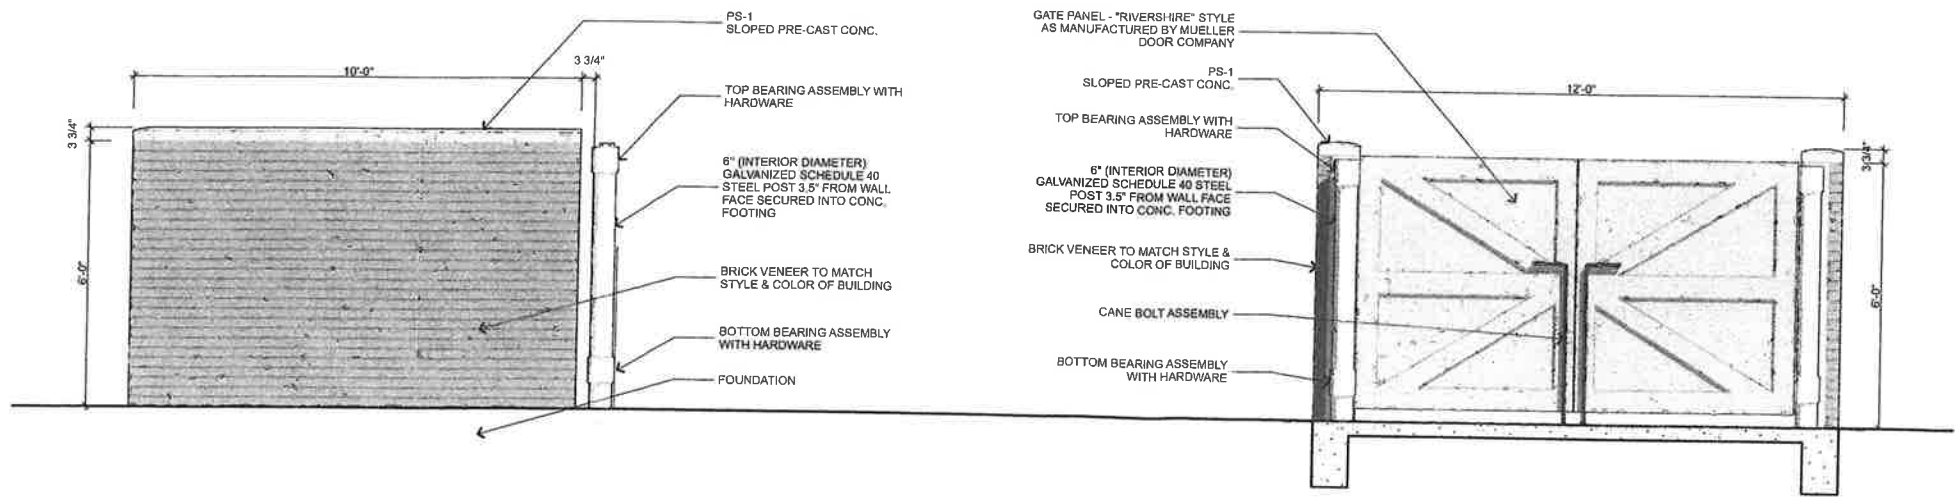 PS-1
SLOPED PRE-CAST CONC.
10'-0"
3 3/4"
TOP BEARING ASSEMBLY WITH
HARDWARE
3 3/4"
6" (INTERIOR DIAMETER)
GALVANIZED SCHEDULE 40
STEEL POST 3.5" FROM WALL
FACE SECURED INTO CONC.
FOOTING
6'-0"
BRICK VENEER TO MATCH
STYLE & COLOR OF BUILDING
BOTTOM BEARING ASSEMBLY
WITH HARDWARE
FOUNDATION
GATE PANEL - "RIVERSHIRE" STYLE
AS MANUFACTURED BY MUELLER
DOOR COMPANY
PS-1
SLOPED PRE-CAST CONC.
12'-0"
TOP BEARING ASSEMBLY WITH
HARDWARE
3 3/4"
6" (INTERIOR DIAMETER)
GALVANIZED SCHEDULE 40 STEEL
POST 3.5" FROM WALL FACE
SECURED INTO CONC. FOOTING
BRICK VENEER TO MATCH STYLE &
COLOR OF BUILDING
6'-0"
CANE BOLT ASSEMBLY
BOTTOM BEARING ASSEMBLY
WITH HARDWARE